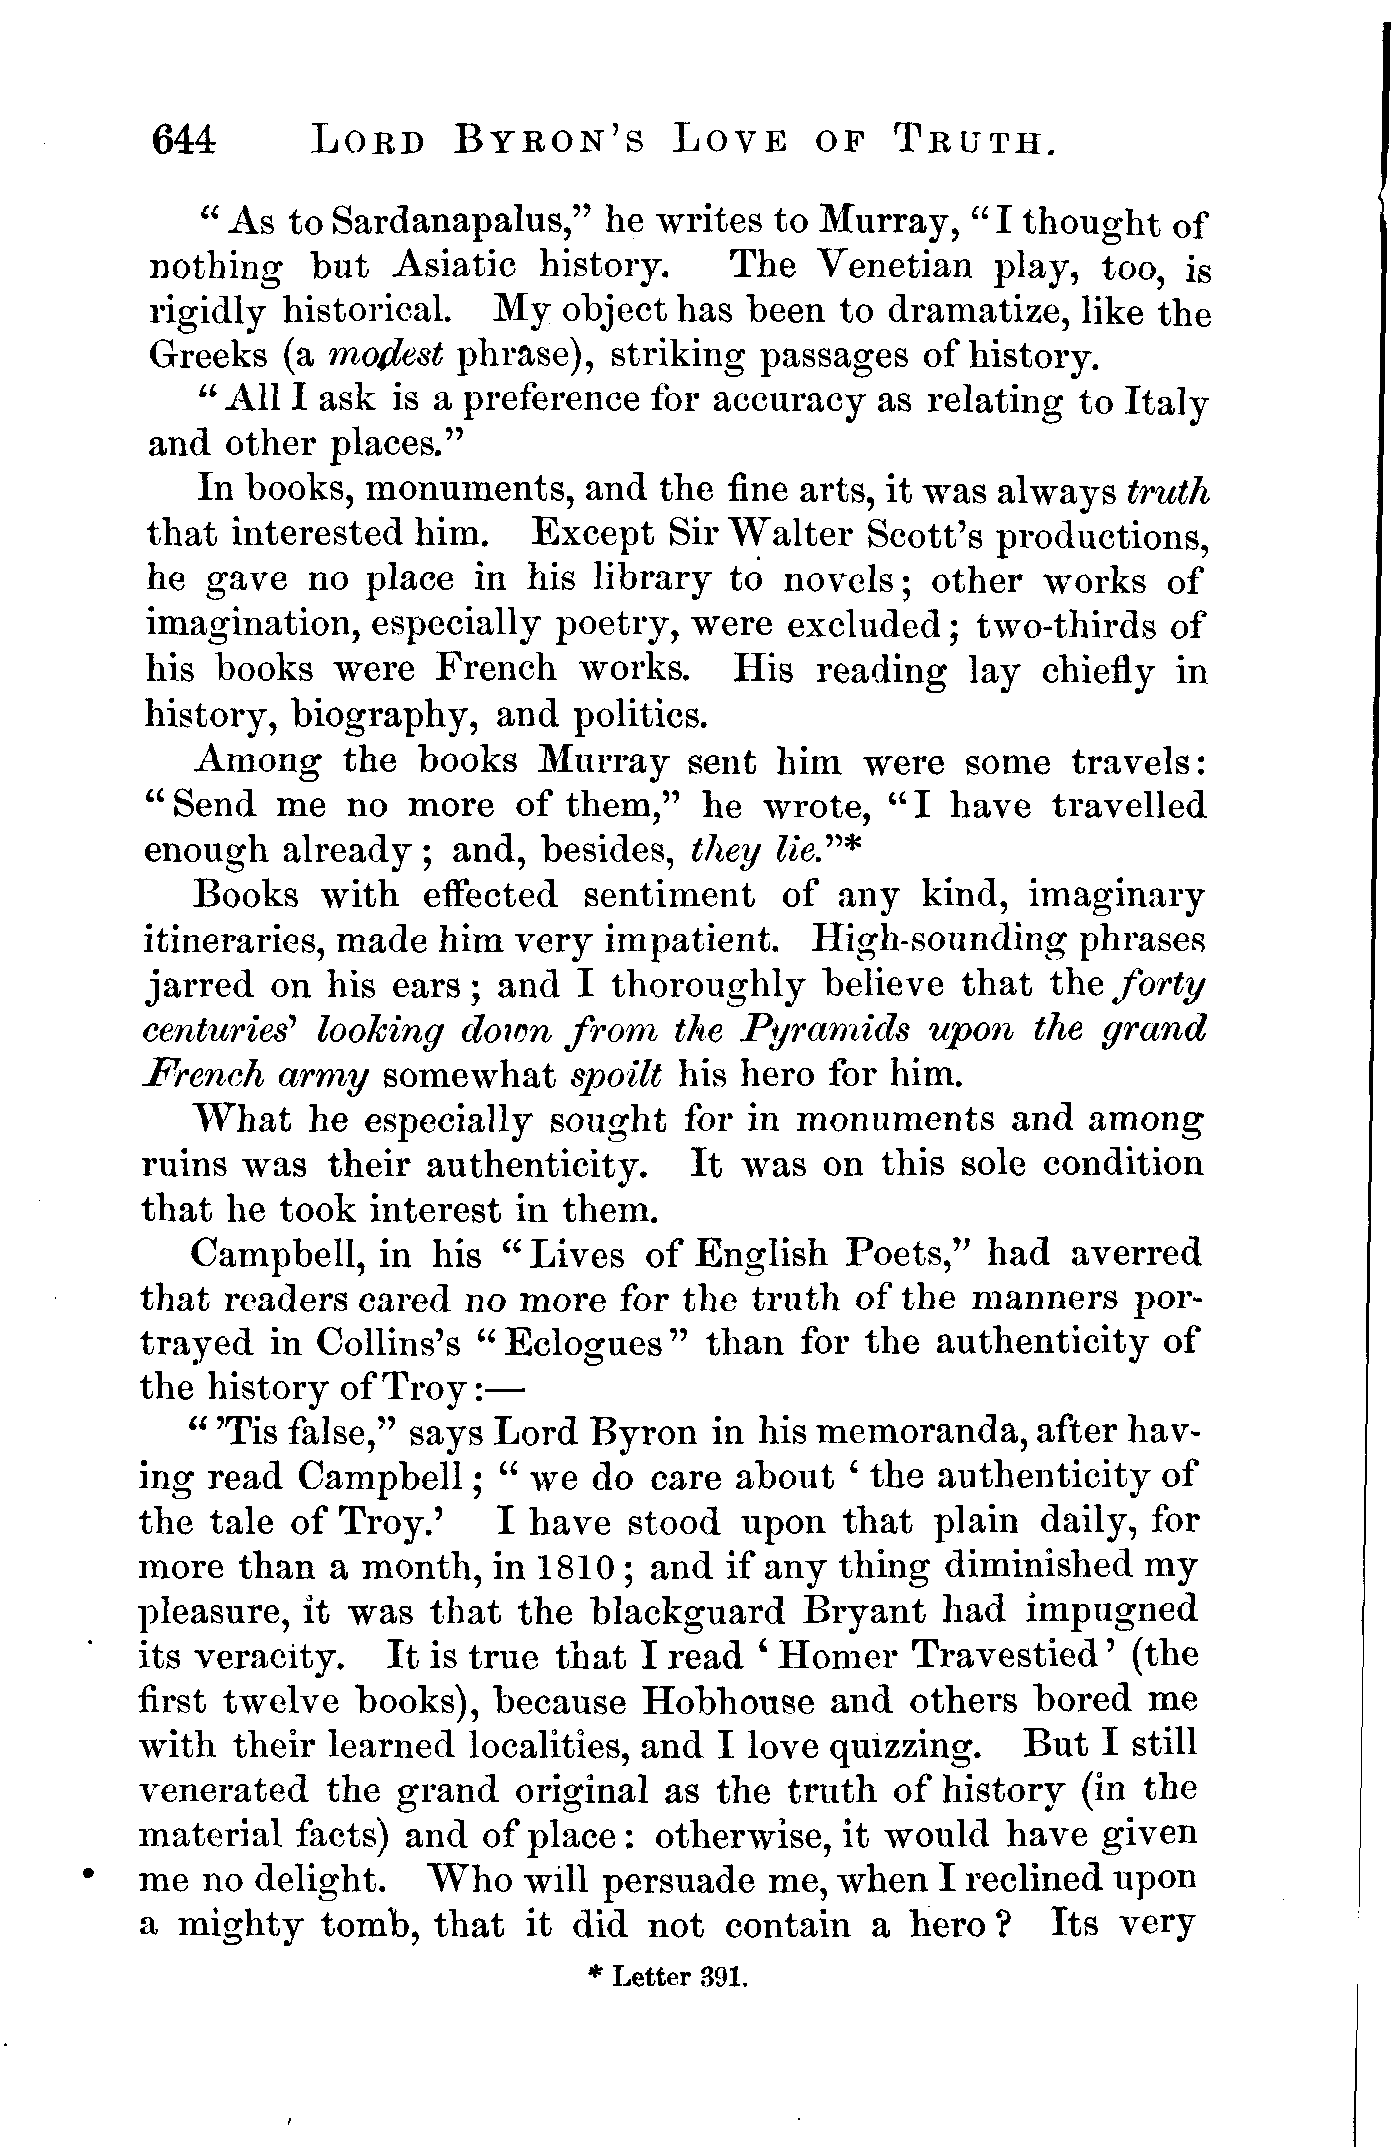 644 LORD BYRON'S LOVE OF TRUTH.
“As to Sardanapalus,” he writes to Murray, “I thought of
nothing but Asiatic history. The Venetian play, too, is
rigidly historical. My object has been to dramatize, like the
Greeks (a modest phrase), striking passages of history.
“All I ask is a preference for accuracy as relating to Italy
and other places.”
In books, monuments, and the fine arts, it was always truth
that interested him. Except Sir Walter Scott's productions,
he gave no place in his library to novels; other works of
imagination, especially poetry, were excluded; two-thirds of
his books were French works. His reading lay chiefly in
history, biography, and politics.
Among the books Murray sent him were some travels:
“Send me no more of them,” he wrote, “I have travelled
enough already; and, besides, they lie.”*
Books with effected sentiment of any kind, imaginary
itineraries, made him very impatient. High-sounding phrases
jarred on his ears; and I thoroughly believe that the forty
centuries' looking down from the Pyramids upon the grand
French army somewhat spoilt his hero for him.
What he especially sought for in monuments and among
ruins was their authenticity. It was on this sole condition
that he took interest in them.
Campbell, in his “Lives of English Poets,” had averred
that readers cared no more for the truth of the manners por-
trayed in Collins's “Eclogues” than for the authenticity of
the history of Troy:—
“'Tis false,” says Lord Byron in his memoranda, after hav-
ing read Campbell; “we do care about ‘the authenticity of
the tale of Troy.’ I have stood upon that plain daily, for
more than a month, in 1810; and if any thing diminished my
pleasure, it was that the blackguard Bryant had impugned
its veracity. It is true that I read ‘Homer Travestied’ (the
first twelve books), because Hobhouse and others bored me
with their learned localities, and I love quizzing. But I still
venerated the grand original as the truth of history (in the
material facts) and of place: otherwise, it would have given
me no delight. Who will persuade me, when I reclined upon
a mighty tomb, that it did not contain a hero? Its very
* Letter 391.